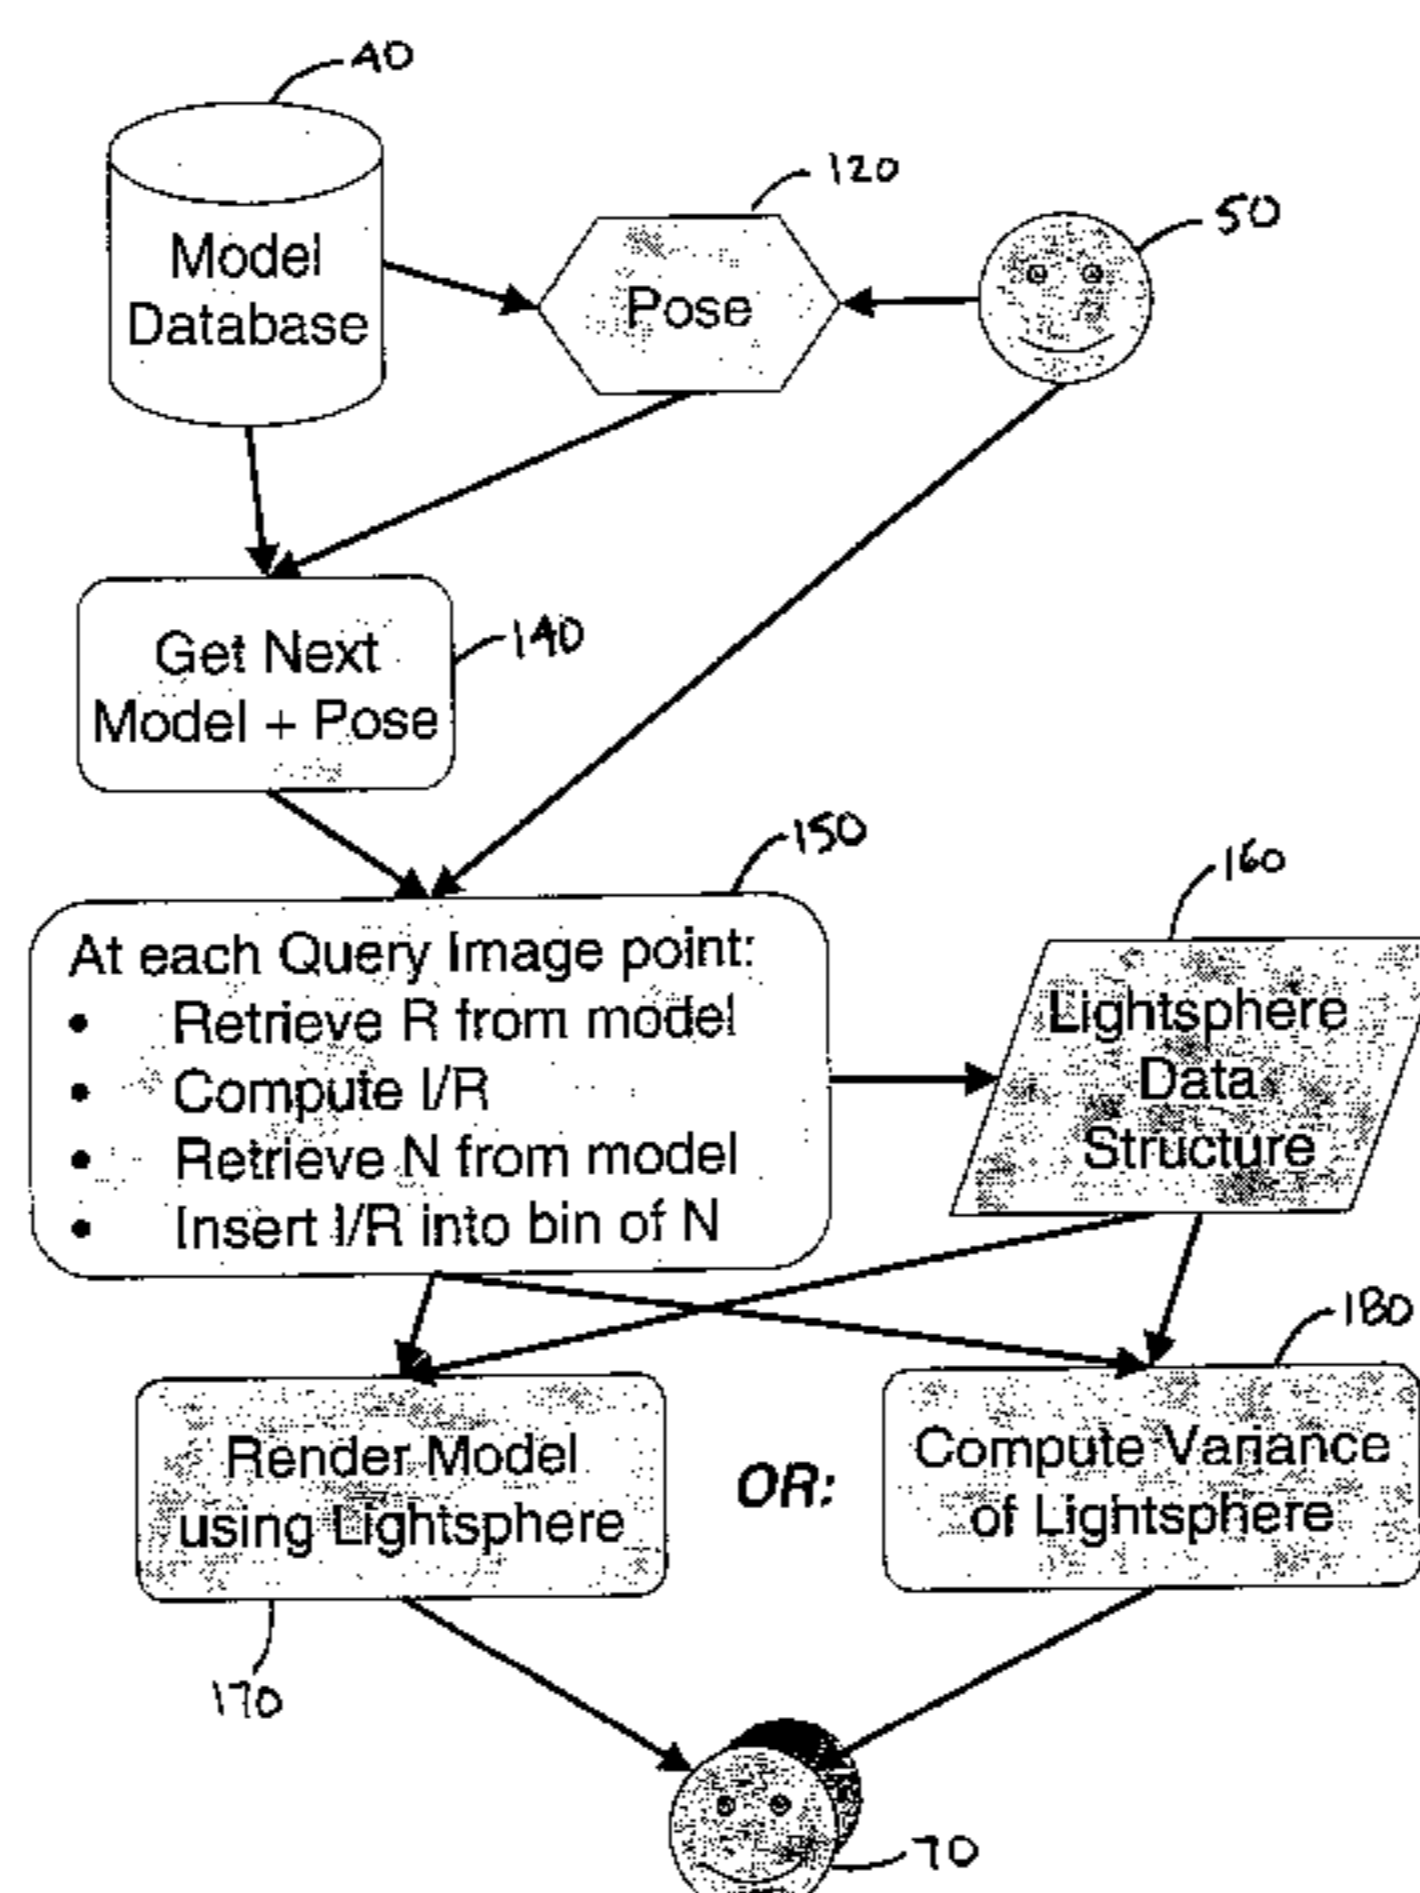 40
120
50
Model
Database
Pose
Get Next
Model + Pose
140
150
160
At each Query Image point:
• Retrieve R from model
• Compute I/R
• Retrieve N from model
• Insert I/R into bin of N
Lightsphere
Data
Structure
180
Render Model
using Lightsphere
OR:
Compute Variance
of Lightsphere
170
70